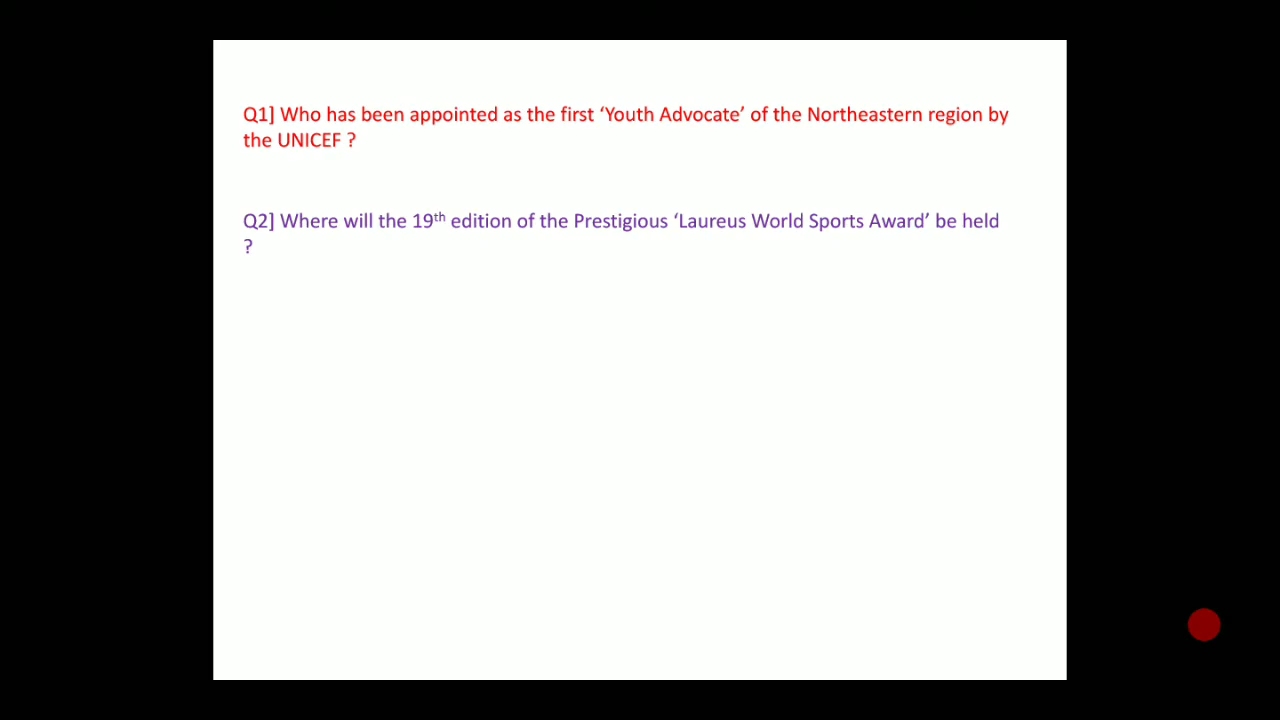 Q1] Who has been appointed as the first ‘Youth Advocate’ of the Northeastern region by
the UNICEF ?
Q2] Where will the 19th edition of the Prestigious ‘Laureus World Sports Award’ be held
?